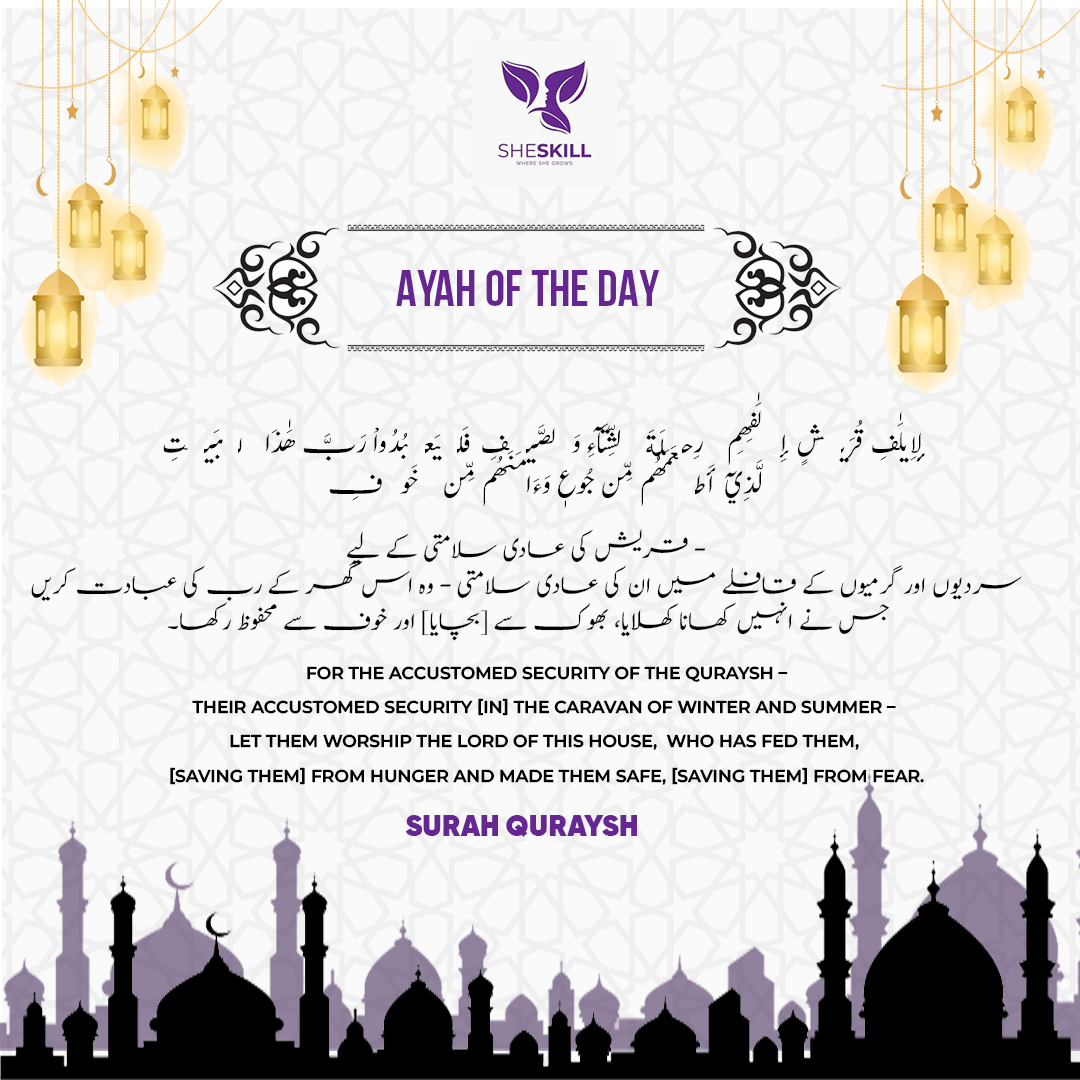 SHESKILL
WHERE SHE GROWS
AYAH OF THE DAY
لِإِيلَٰفِ قُرَيۡشٍ إِۦلَٰفِهِمۡ رِحۡلَةَ ٱلشِّتَآءِ وَٱلصَّيۡفِ فَلۡيَعۡبُدُواْ رَبَّ هَٰذَا ٱلۡبَيۡتِ
ٱلَّذِيٓ أَطۡعَمَهُم مِّن جُوعٖ وَءَامَنَهُم مِّنۡ خَوۡفِۭ
قریش کی عادی سلامتی کے لیے –
سردیوں اور گرمیوں کے قافلے میں ان کی عادی سلامتی – وہ اس گھر کے رب کی عبادت کریں
جس نے انہیں کھانا کھلایا، بھوک سے [بچایا] اور خوف سے محفوظ رکھا۔
FOR THE ACCUSTOMED SECURITY OF THE QURAYSH –
THEIR ACCUSTOMED SECURITY [IN] THE CARAVAN OF WINTER AND SUMMER –
LET THEM WORSHIP THE LORD OF THIS HOUSE, WHO HAS FED THEM,
[SAVING THEM] FROM HUNGER AND MADE THEM SAFE, [SAVING THEM] FROM FEAR.
SURAH QURAYSH